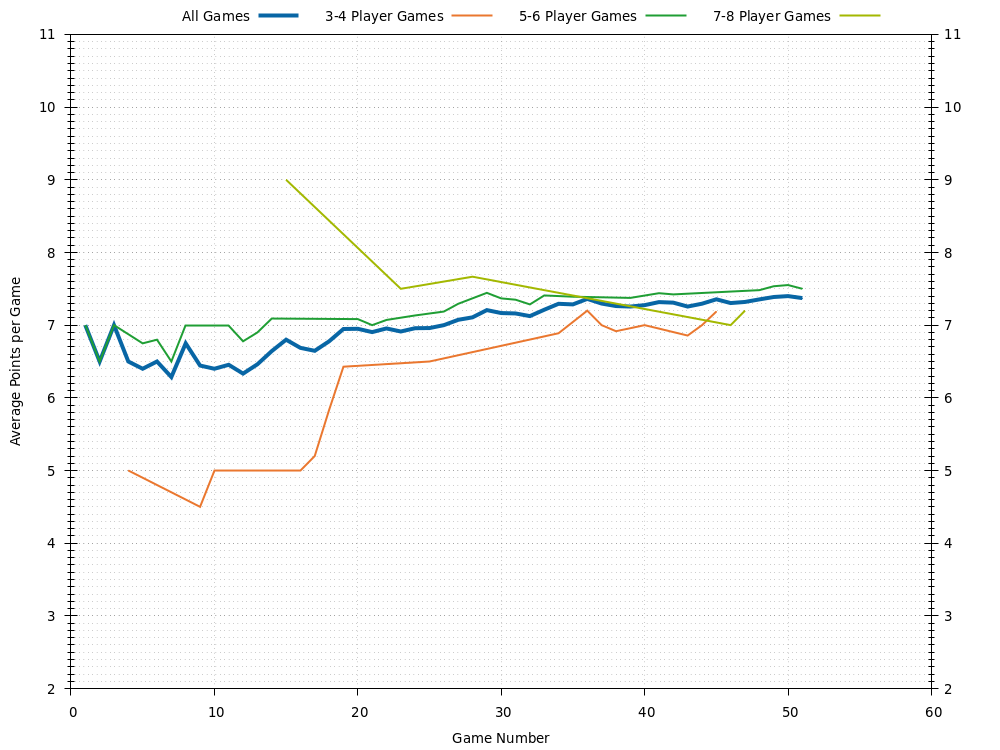 All Games 3-4 Player Games 5-6 Player Games 7-8 Player Games
11 11
10 10
9 9
8 8
7 7
6 6
5 5
4 4
3 3
2 2
Average Points per Game
0 10 20 30 40 50 60
Game Number